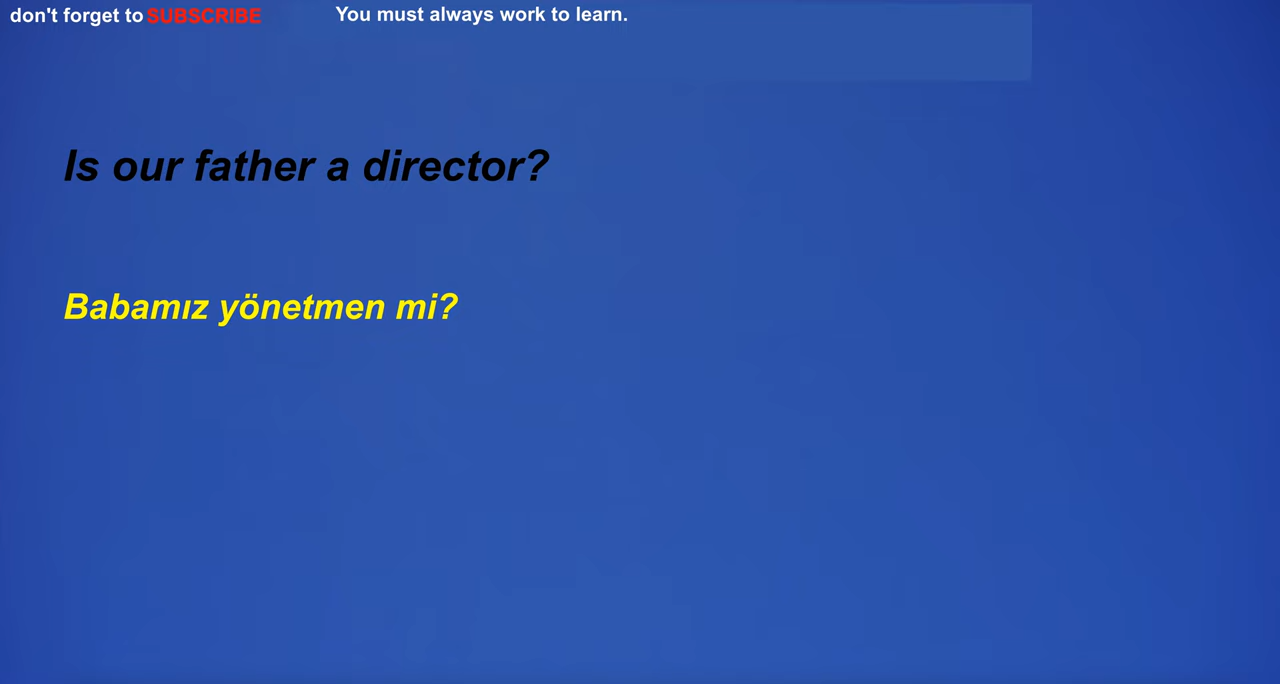 don't forget to SUBSCRIBE
You must always work to learn.
Is our father a director?
Babamız yönetmen mi?